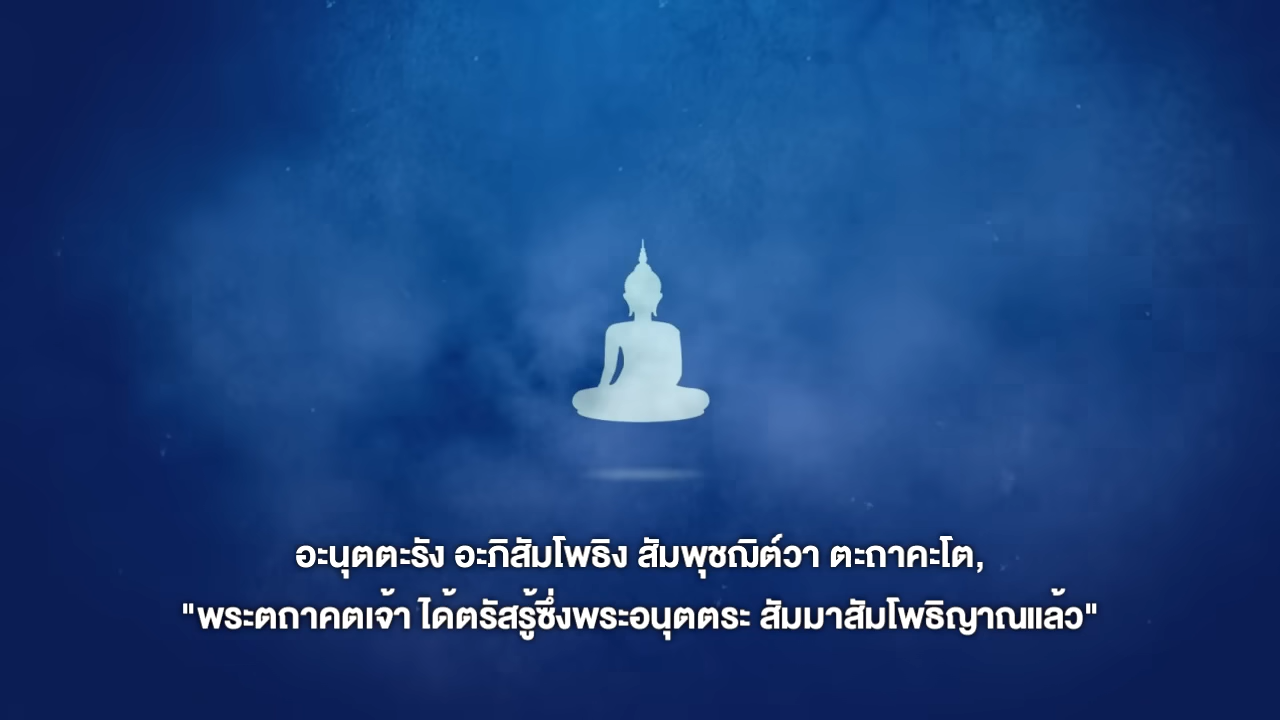 อะนุตตะรัง อะภิสัมโพธิง สัมพุชฌิต์วา ตะถาคะโต,
"พระตถาคตเจ้า ได้ตรัสรู้ซึ่งพระอนุตตระ สัมมาสัมโพธิญาณแล้ว"